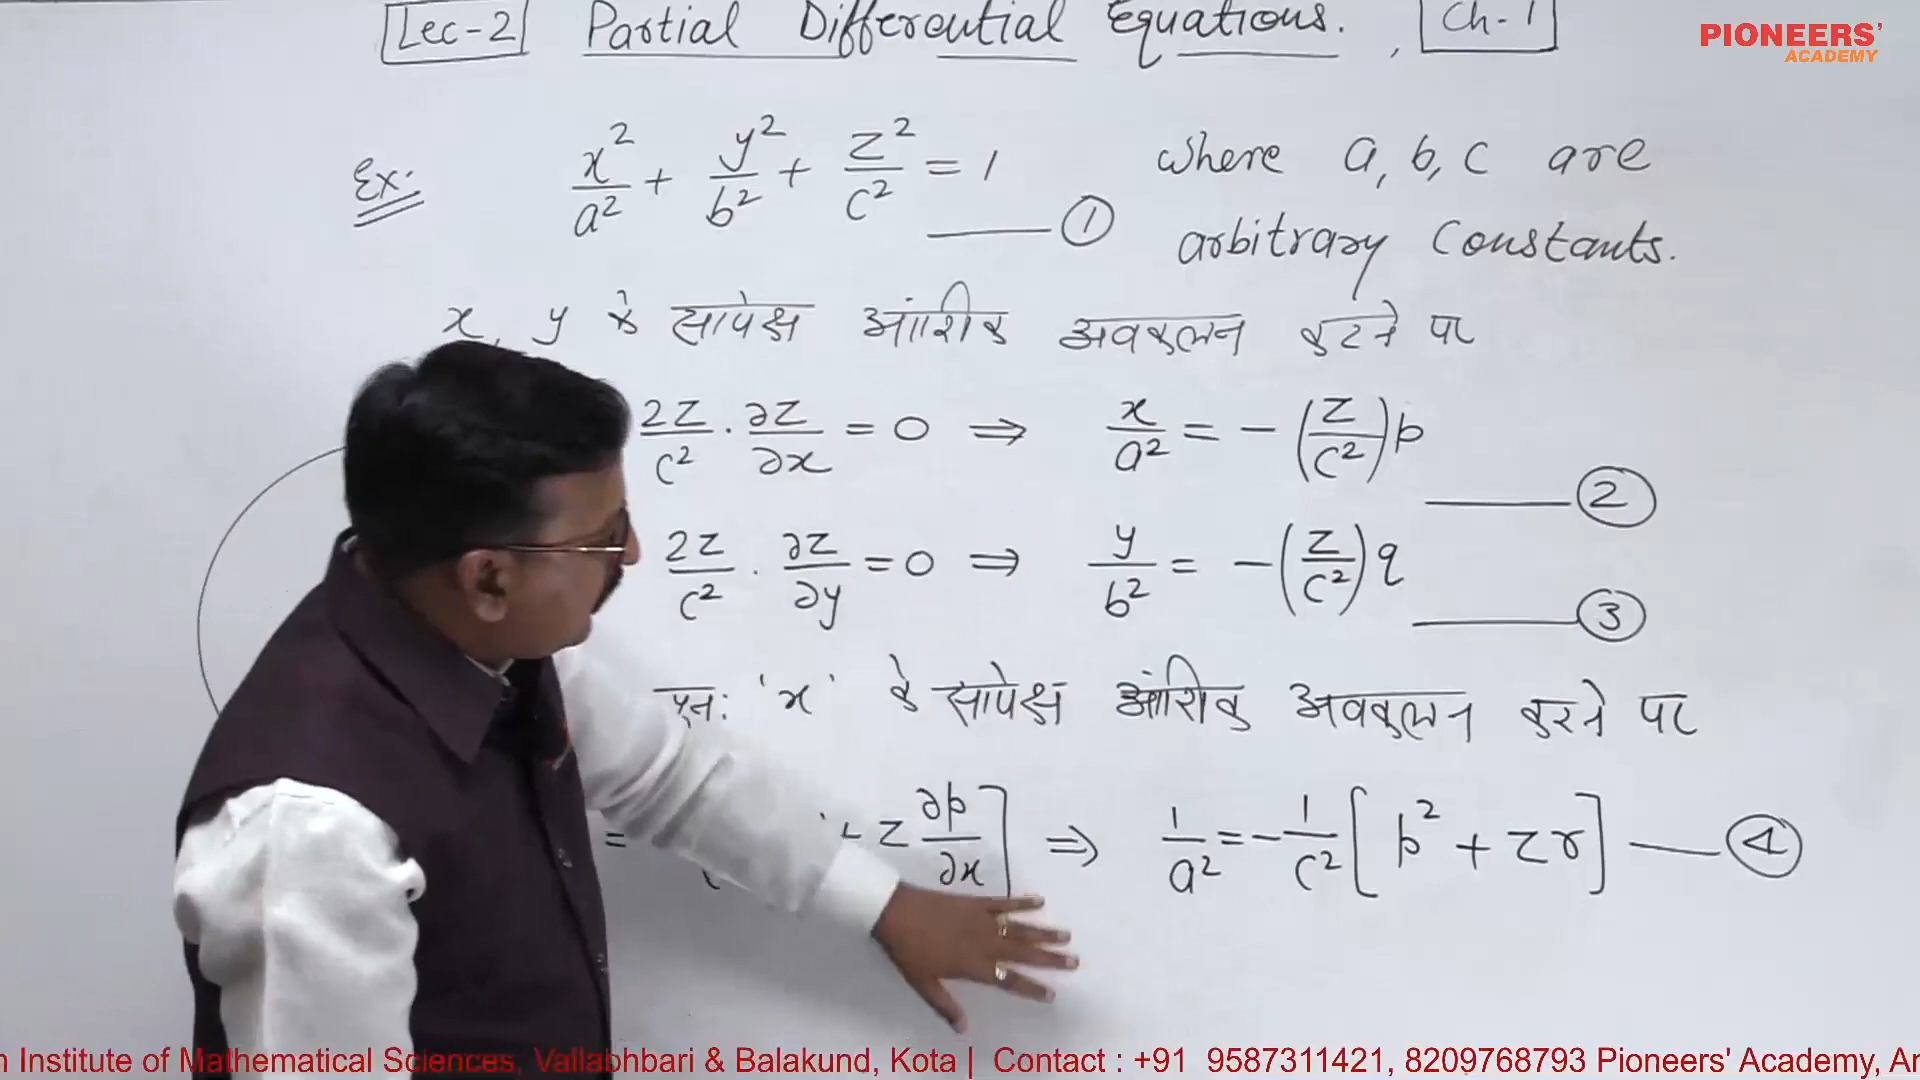 Lec-2 Partial Differential Equations. , Ch-1
PIONEERS'
ACADEMY
Ex: x²/a² + y²/b² + z²/c² = 1 ——① where a, b, c are
arbitrary Constants.
x, y के सापेक्ष आंशिक अवकलन करने पर
2z/c² . ∂z/∂x = 0 ⇒ x/a² = -(z/c²)p ——②
2z/c² . ∂z/∂y = 0 ⇒ y/b² = -(z/c²)q ——③
पुन: 'x' के सापेक्ष आंशिक अवकलन करने पर
= + z ∂p/∂x ] ⇒ 1/a² = -1/c² [p² + zr] ——④
Institute of Mathematical Sciences, Vallabhbari & Balakund, Kota | Contact : +91 9587311421, 8209768793 Pioneers' Academy,